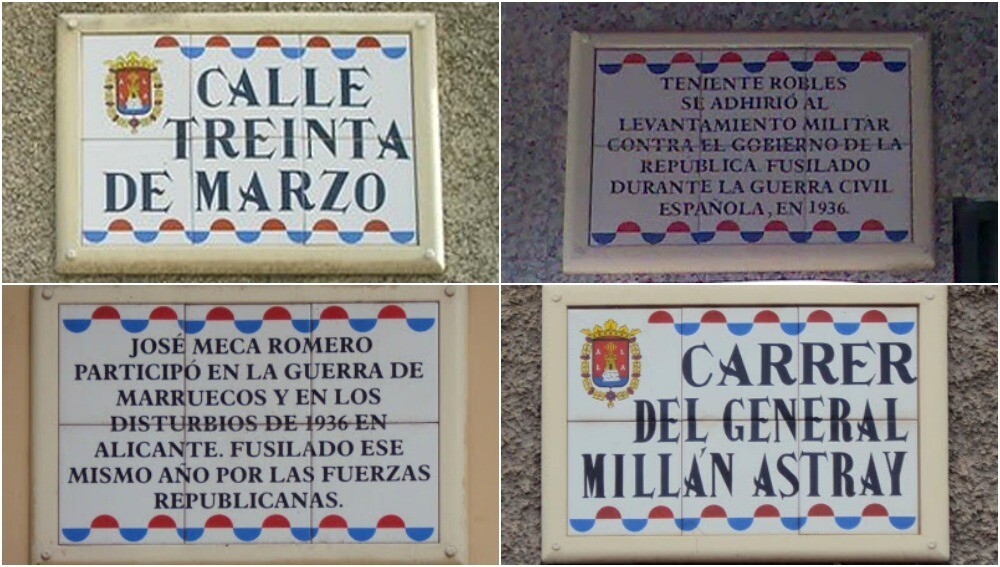 CALLE
TREINTA
DE MARZO
TENIENTE ROBLES
SE ADHIRIÓ AL
LEVANTAMIENTO MILITAR
CONTRA EL GOBIERNO DE LA
REPÚBLICA. FUSILADO
DURANTE LA GUERRA CIVIL
ESPAÑOLA, EN 1936.
JOSÉ MECA ROMERO
PARTICIPÓ EN LA GUERRA DE
MARRUECOS Y EN LOS
DISTURBIOS DE 1936 EN
ALICANTE. FUSILADO ESE
MISMO AÑO POR LAS FUERZAS
REPUBLICANAS.
CARRER
DEL GENERAL
MILLÁN ASTRAY